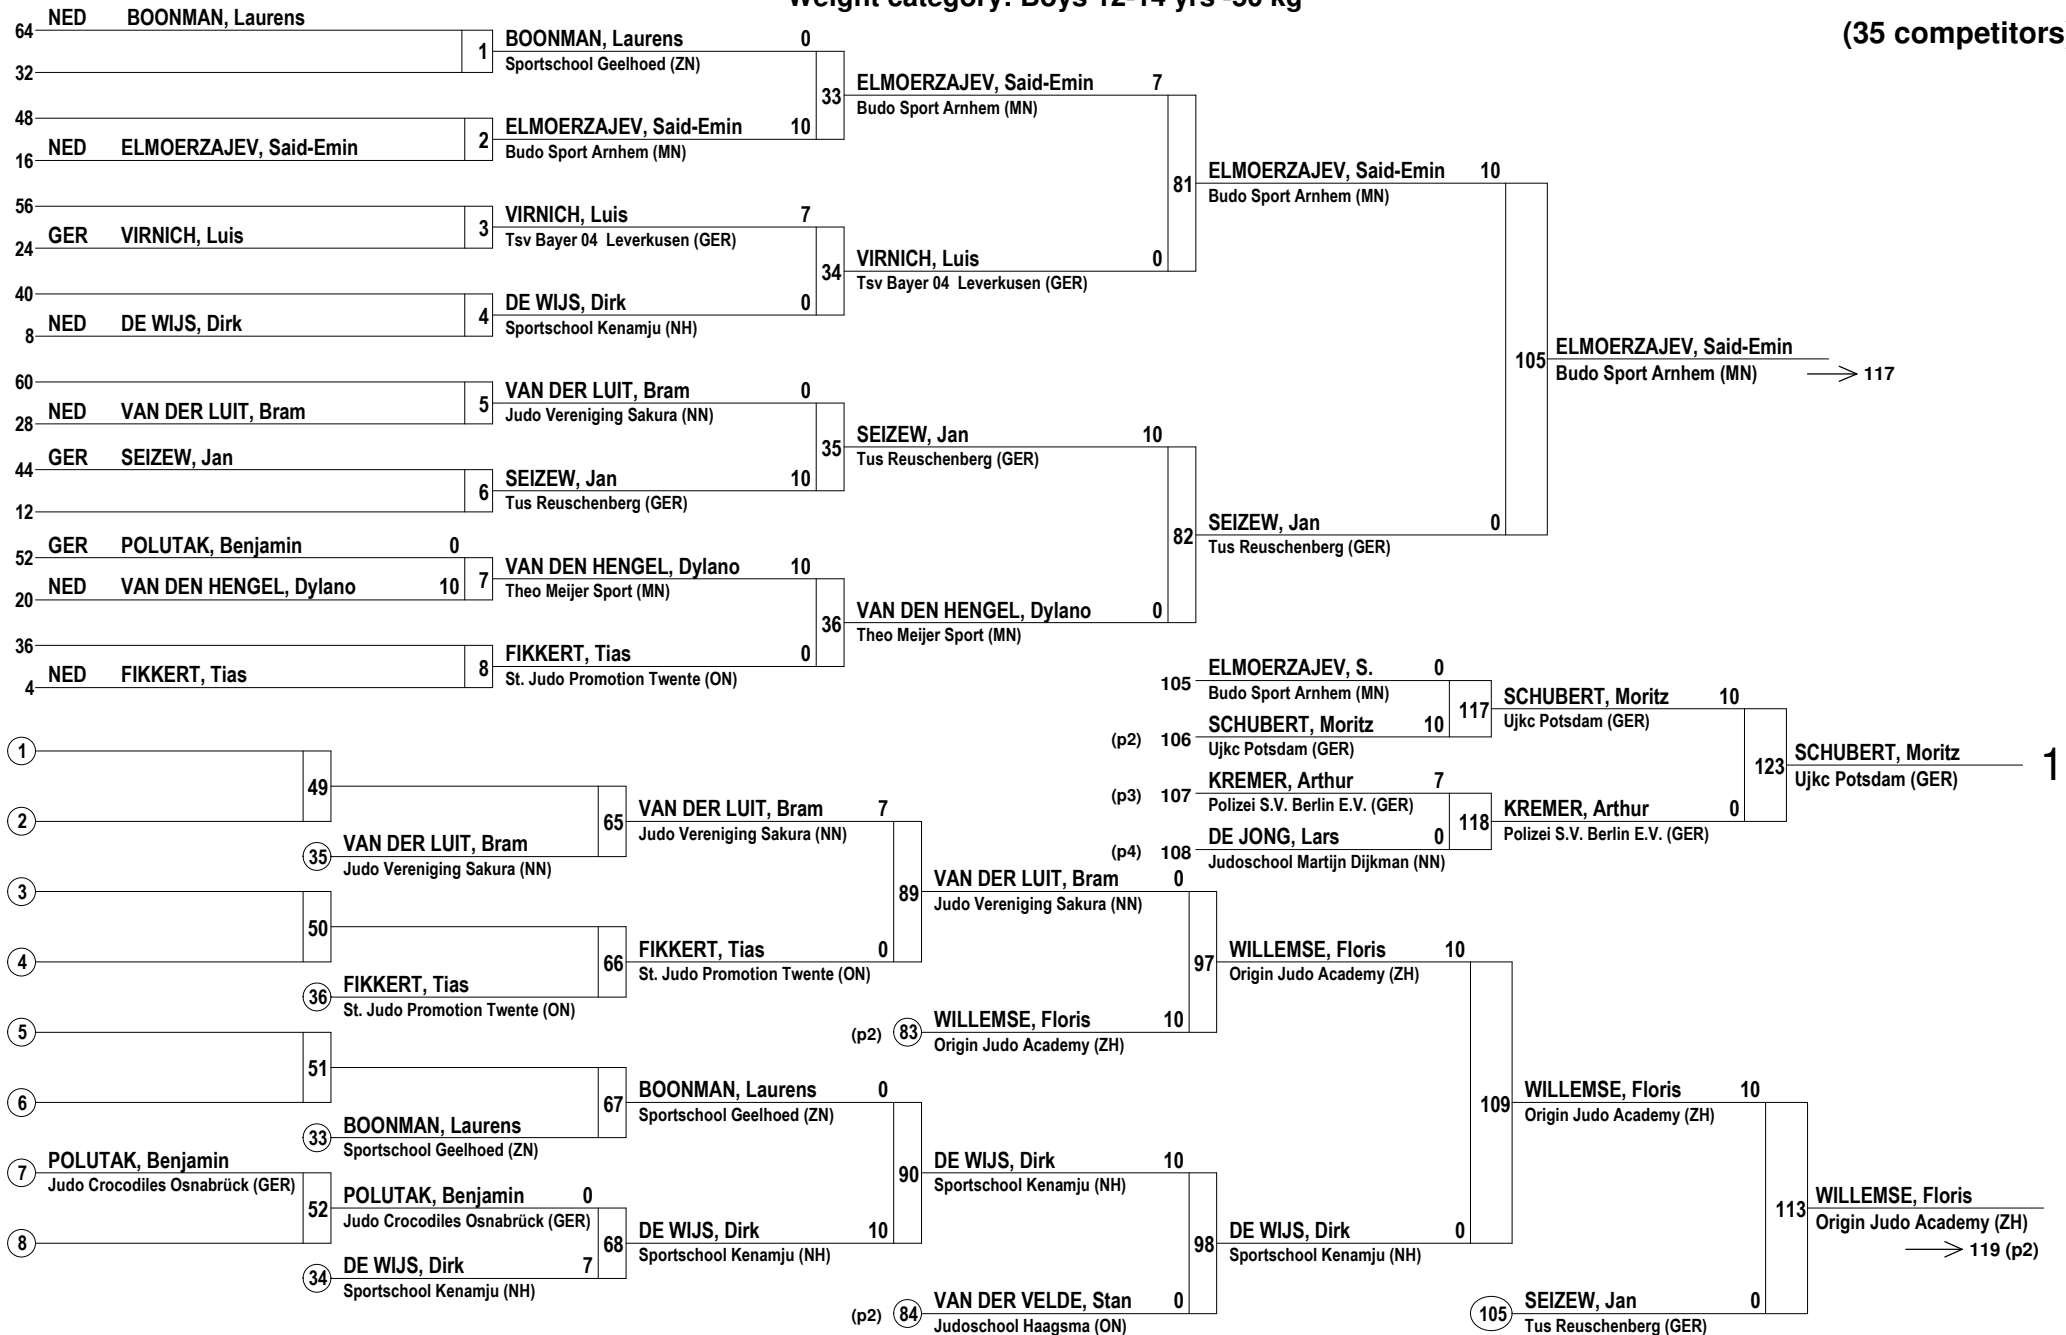 Weight category: Boys 12-14 yrs -50 kg
(35 competitors)
64 NED BOONMAN, Laurens
32
1
BOONMAN, Laurens 0
Sportschool Geelhoed (ZN)
48
16 NED ELMOERZAJEV, Said-Emin
2
ELMOERZAJEV, Said-Emin 10
Budo Sport Arnhem (MN)
33
ELMOERZAJEV, Said-Emin 7
Budo Sport Arnhem (MN)
56
24 GER VIRNICH, Luis
3
VIRNICH, Luis 7
Tsv Bayer 04 Leverkusen (GER)
40
8 NED DE WIJS, Dirk
4
DE WIJS, Dirk 0
Sportschool Kenamju (NH)
34
VIRNICH, Luis 0
Tsv Bayer 04 Leverkusen (GER)
81
ELMOERZAJEV, Said-Emin 10
Budo Sport Arnhem (MN)
60
28 NED VAN DER LUIT, Bram
5
VAN DER LUIT, Bram 0
Judo Vereniging Sakura (NN)
44 GER SEIZEW, Jan
12
6
SEIZEW, Jan 10
Tus Reuschenberg (GER)
35
SEIZEW, Jan 10
Tus Reuschenberg (GER)
52 GER POLUTAK, Benjamin 0
20 NED VAN DEN HENGEL, Dylano 10
7
VAN DEN HENGEL, Dylano 10
Theo Meijer Sport (MN)
36
4 NED FIKKERT, Tias
8
FIKKERT, Tias 0
St. Judo Promotion Twente (ON)
36
VAN DEN HENGEL, Dylano 0
Theo Meijer Sport (MN)
82
SEIZEW, Jan 0
Tus Reuschenberg (GER)
105
ELMOERZAJEV, Said-Emin
Budo Sport Arnhem (MN) → 117
105 ELMOERZAJEV, S. 0
Budo Sport Arnhem (MN)
(p2) 106 SCHUBERT, Moritz 10
Ujkc Potsdam (GER)
117
SCHUBERT, Moritz 10
Ujkc Potsdam (GER)
(p3) 107 KREMER, Arthur 7
Polizei S.V. Berlin E.V. (GER)
(p4) 108 DE JONG, Lars 0
Judoschool Martijn Dijkman (NN)
118
KREMER, Arthur 0
Polizei S.V. Berlin E.V. (GER)
123
SCHUBERT, Moritz
Ujkc Potsdam (GER)
1
1
2
49
35 VAN DER LUIT, Bram
Judo Vereniging Sakura (NN)
65
VAN DER LUIT, Bram 7
Judo Vereniging Sakura (NN)
3
4
50
36 FIKKERT, Tias
St. Judo Promotion Twente (ON)
66
FIKKERT, Tias 0
St. Judo Promotion Twente (ON)
89
VAN DER LUIT, Bram 0
Judo Vereniging Sakura (NN)
(p2) 83 WILLEMSE, Floris 10
Origin Judo Academy (ZH)
97
WILLEMSE, Floris 10
Origin Judo Academy (ZH)
5
6
51
33 BOONMAN, Laurens
Sportschool Geelhoed (ZN)
67
BOONMAN, Laurens 0
Sportschool Geelhoed (ZN)
7 POLUTAK, Benjamin
Judo Crocodiles Osnabrück (GER)
8
52
POLUTAK, Benjamin 0
Judo Crocodiles Osnabrück (GER)
34 DE WIJS, Dirk 7
Sportschool Kenamju (NH)
68
DE WIJS, Dirk 10
Sportschool Kenamju (NH)
90
DE WIJS, Dirk 10
Sportschool Kenamju (NH)
(p2) 84 VAN DER VELDE, Stan 0
Judoschool Haagsma (ON)
98
DE WIJS, Dirk 0
Sportschool Kenamju (NH)
109
WILLEMSE, Floris 10
Origin Judo Academy (ZH)
105 SEIZEW, Jan 0
Tus Reuschenberg (GER)
113
WILLEMSE, Floris
Origin Judo Academy (ZH)
→ 119 (p2)